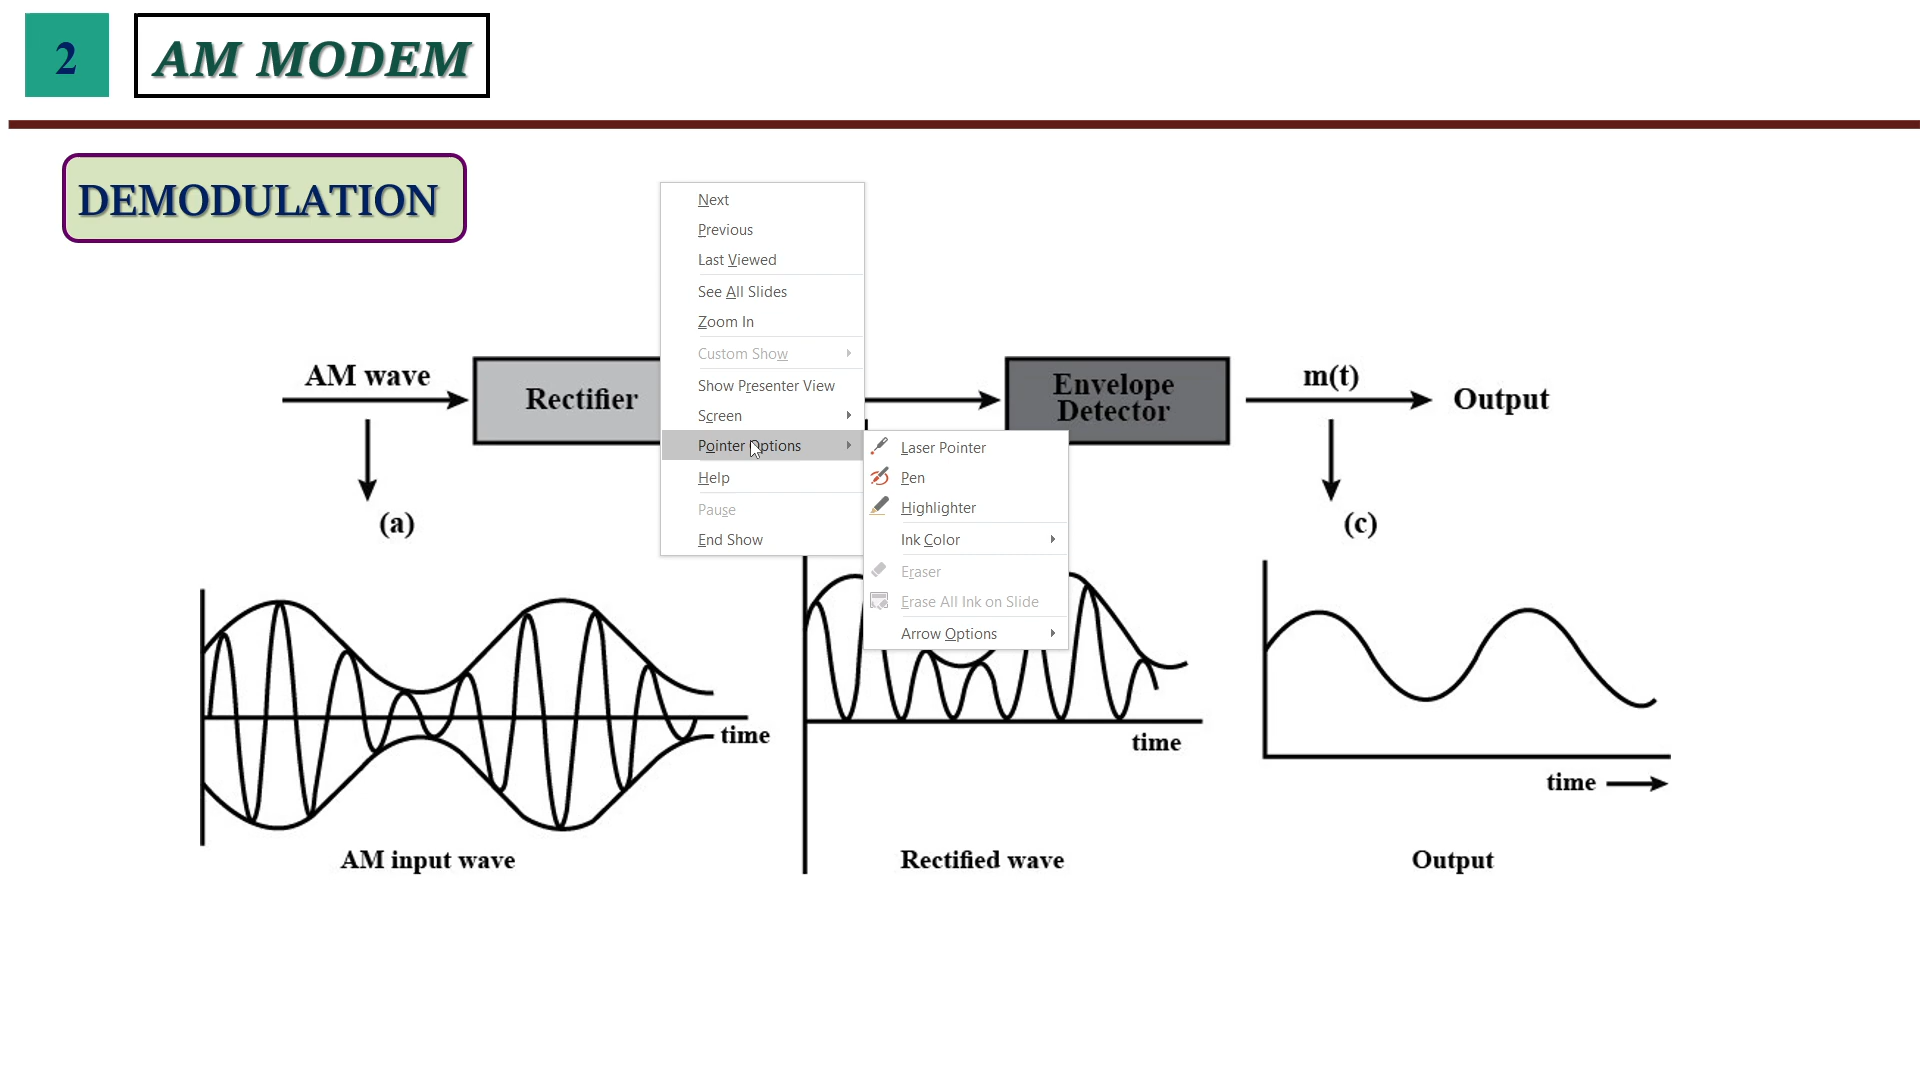 2
AM MODEM
DEMODULATION
Next
Previous
Last Viewed
See All Slides
Zoom In
Custom Show
Show Presenter View
Screen
Pointer Options
Help
Pause
End Show
Laser Pointer
Pen
Highlighter
Ink Color
Eraser
Erase All Ink on Slide
Arrow Options
AM wave
Rectifier
Envelope
Detector
m(t)
Output
(a)
(c)
time
time
time
AM input wave
Rectified wave
Output